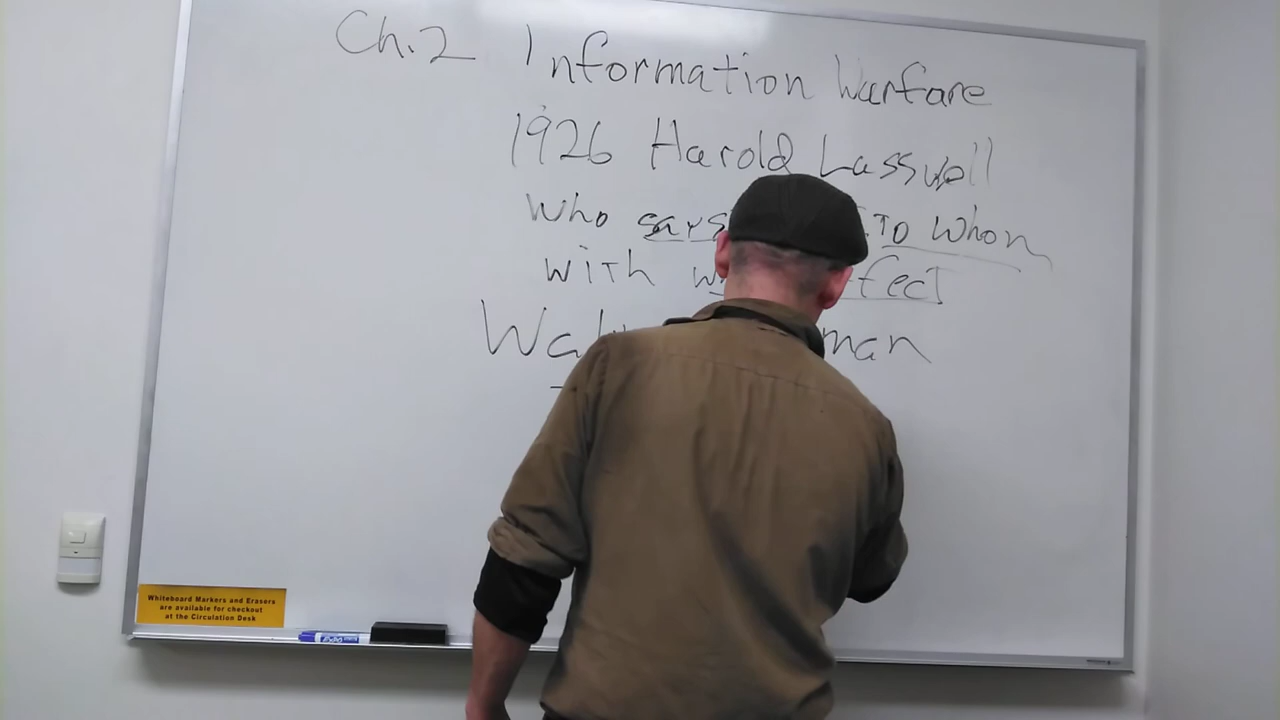 Ch.2 Information Warfare
1926 Harold Lasswell
Who says To Whom
with
man
Whiteboard Markers and Erasers
are available for checkout
at the Circulation Desk
EXPO